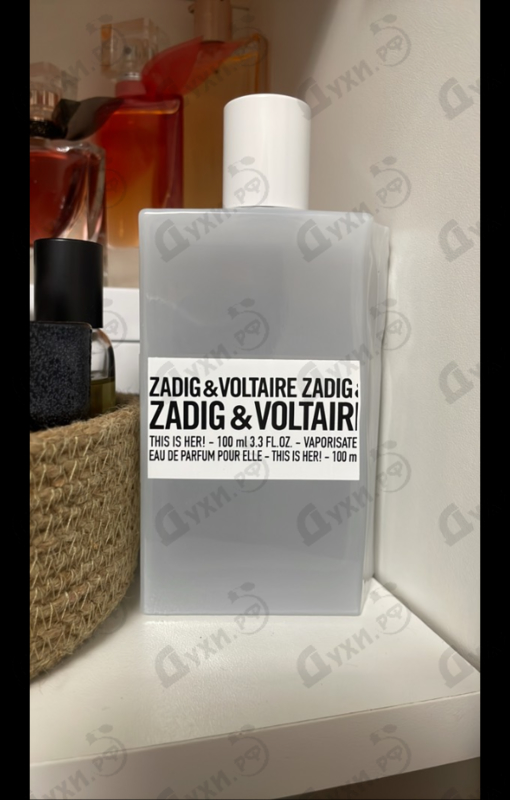 ZADIG & VOLTAIRE ZADIG &
ZADIG & VOLTAIR
THIS IS HER! – 100 ml 3.3 FL.OZ. – VAPORISATE
EAU DE PARFUM POUR ELLE – THIS IS HER! – 100 m
Духи.РФ